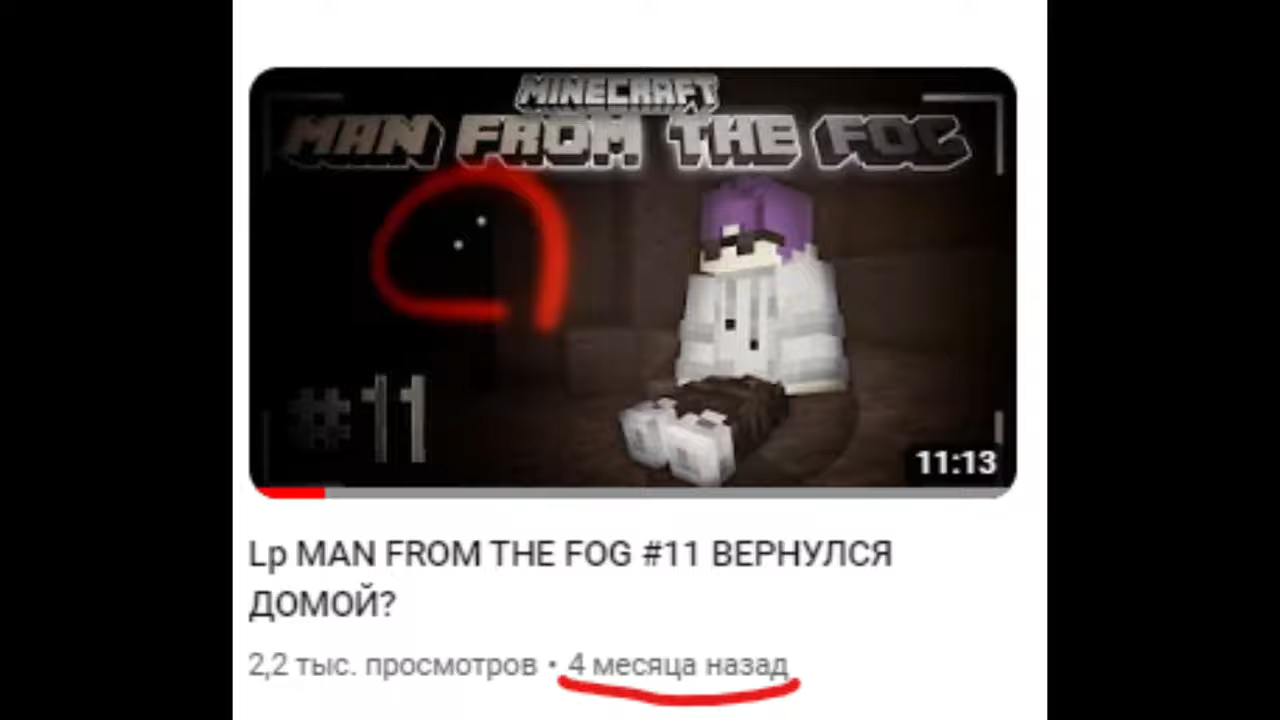 MINECRAFT
MAN FROM THE FOG
#11
11:13
Lp MAN FROM THE FOG #11 ВЕРНУЛСЯ
ДОМОЙ?
2,2 тыс. просмотров • 4 месяца назад